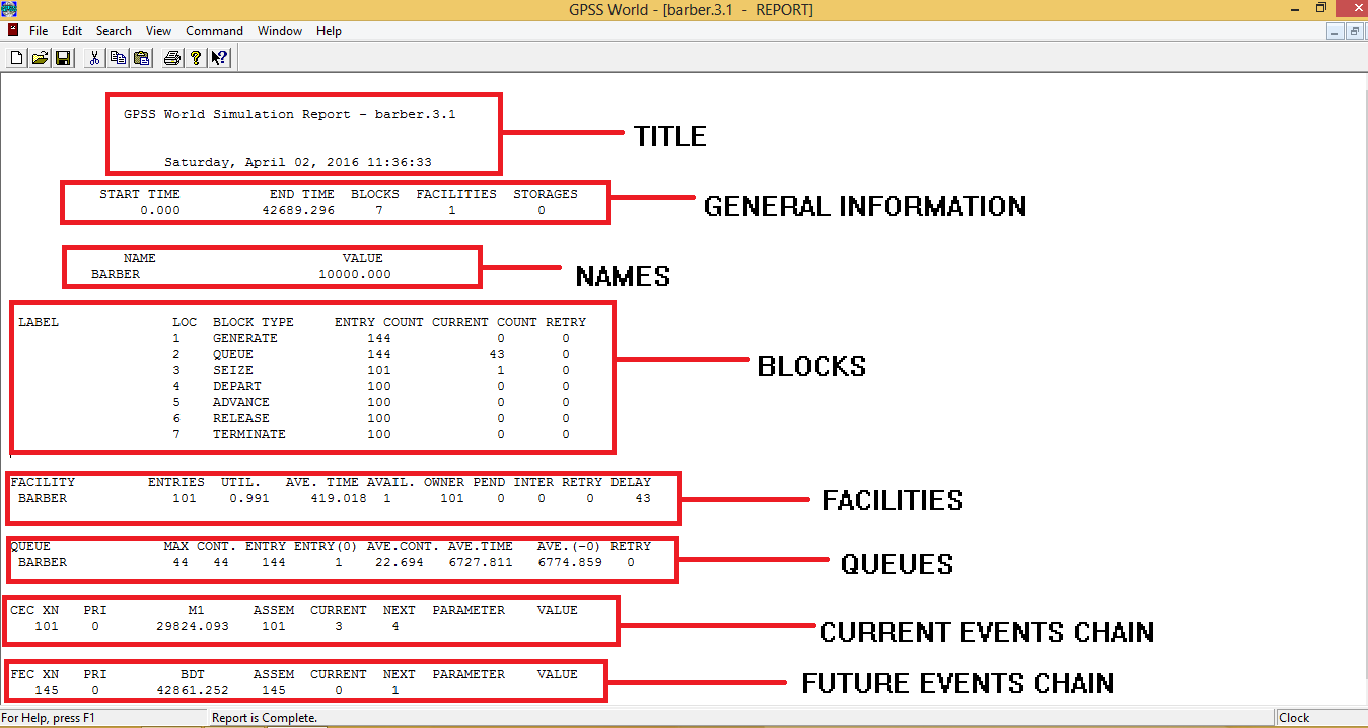 GPSS World - [barber.3.1 - REPORT]
File Edit Search View Command Window Help
GPSS World Simulation Report - barber.3.1
TITLE
Saturday, April 02, 2016 11:36:33
START TIME END TIME BLOCKS FACILITIES STORAGES
0.000 42689.296 7 1 0
GENERAL INFORMATION
NAME VALUE
BARBER 10000.000
NAMES
LABEL LOC BLOCK TYPE ENTRY COUNT CURRENT COUNT RETRY
1 GENERATE 144 0 0
2 QUEUE 144 43 0
3 SEIZE 101 1 0
4 DEPART 100 0 0
5 ADVANCE 100 0 0
6 RELEASE 100 0 0
7 TERMINATE 100 0 0
BLOCKS
FACILITY ENTRIES UTIL. AVE. TIME AVAIL. OWNER PEND INTER RETRY DELAY
BARBER 101 0.991 419.018 1 101 0 0 0 43
FACILITIES
QUEUE MAX CONT. ENTRY ENTRY(0) AVE.CONT. AVE.TIME AVE.(-0) RETRY
BARBER 44 44 144 1 22.694 6727.811 6774.859 0
QUEUES
CEC XN PRI M1 ASSEM CURRENT NEXT PARAMETER VALUE
101 0 29824.093 101 3 4
CURRENT EVENTS CHAIN
FEC XN PRI BDT ASSEM CURRENT NEXT PARAMETER VALUE
145 0 42861.252 145 0 1
FUTURE EVENTS CHAIN
For Help, press F1 Report is Complete. Clock